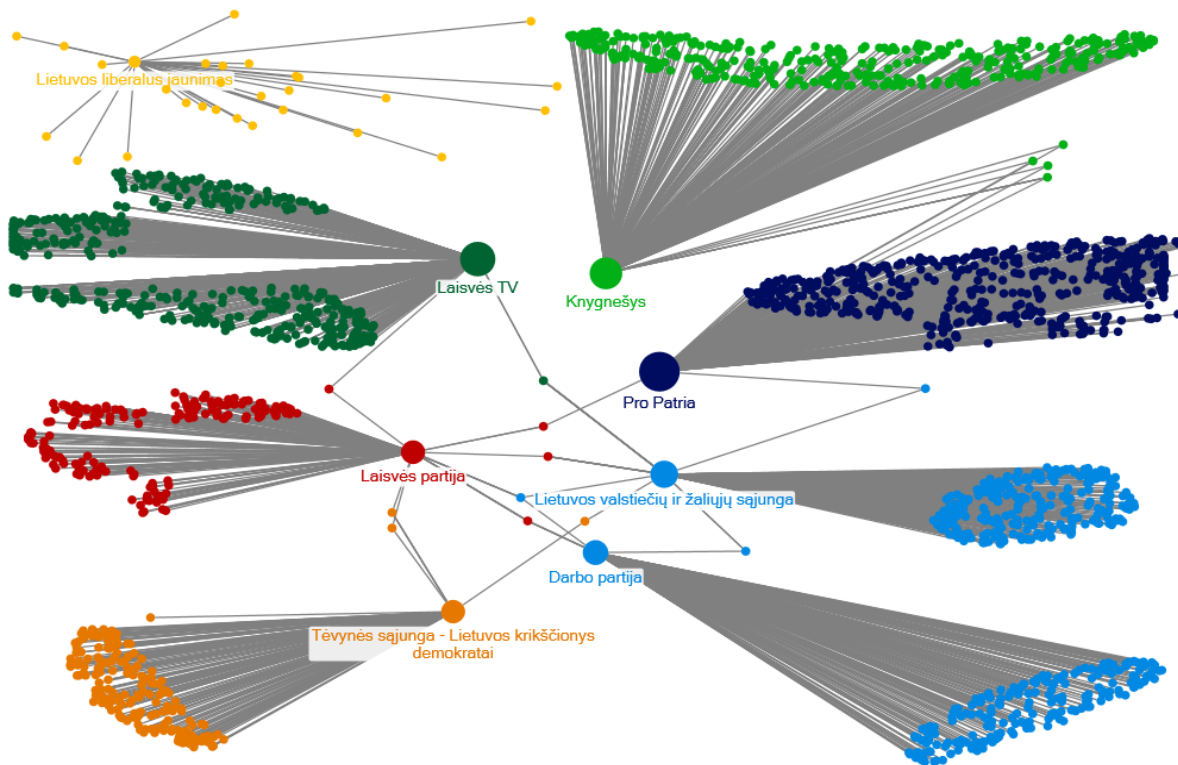 Lietuvos liberalus jaunimas
Laisvės TV
Knygnešys
Pro Patria
Laisvės partija
Lietuvos valstiečių ir žaliųjų sąjunga
Darbo partija
Tėvynės sąjunga - Lietuvos krikščionys
demokratai